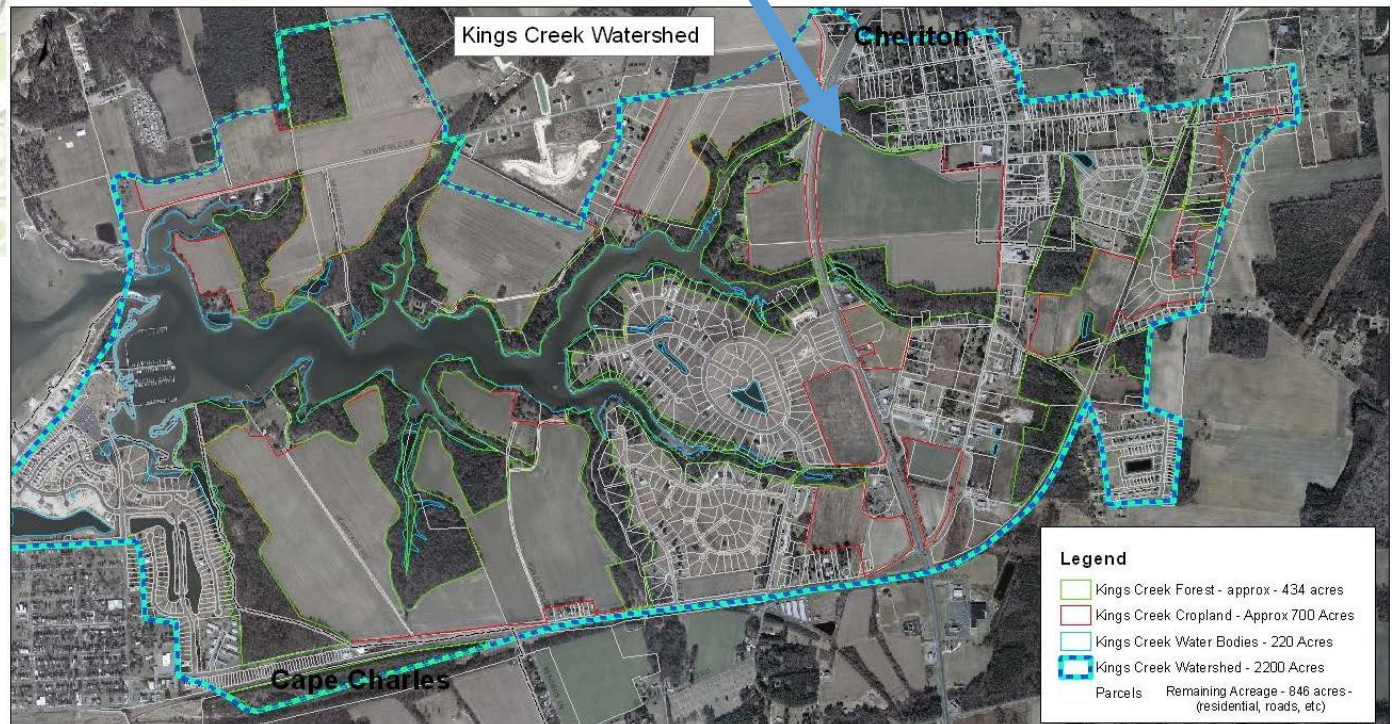 Kings Creek Watershed
Cheriton
Cape Charles
Legend
Kings Creek Forest - approx - 434 acres
Kings Creek Cropland - Approx 700 Acres
Kings Creek Water Bodies - 220 Acres
Kings Creek Watershed - 2200 Acres
Parcels Remaining Acreage - 846 acres -
(residential, roads, etc)